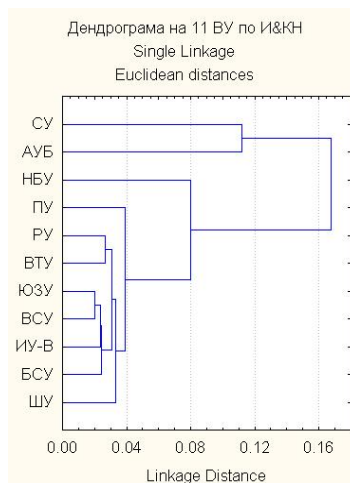 Дендрограма на 11 ВУ по И&КН
Single Linkage
Euclidean distances
СУ
АУБ
НБУ
ПУ
РУ
ВТУ
ЮЗУ
ВСУ
ИУ-В
БСУ
ШУ
0.00 0.04 0.08 0.12 0.16
Linkage Distance